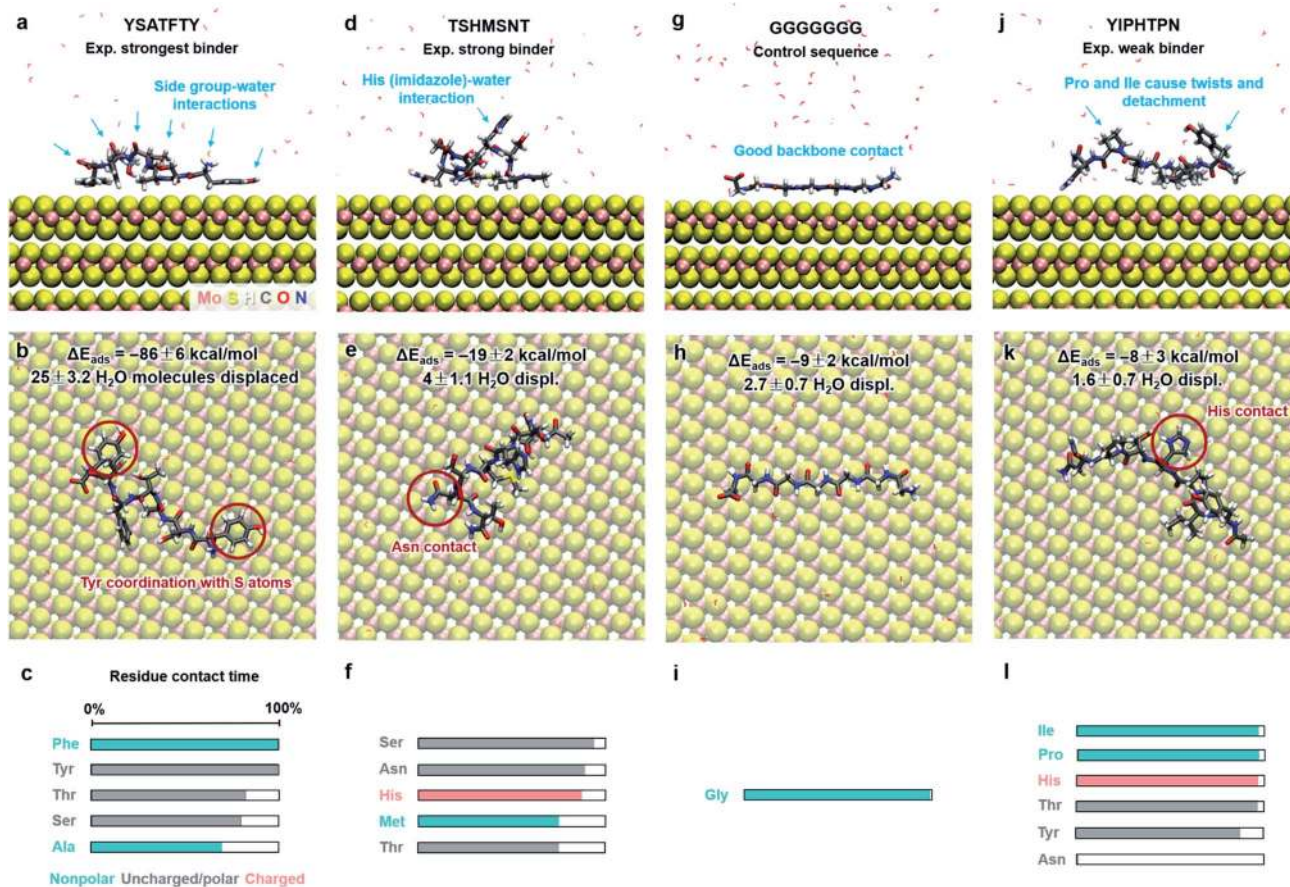 a
YSATFTY
Exp. strongest binder
Side group-water
interactions
Mo S H C O N
d
TSHMSNT
Exp. strong binder
His (imidazole)-water
interaction
g
GGGGGGG
Control sequence
Good backbone contact
j
YIPHTPN
Exp. weak binder
Pro and Ile cause twists and
detachment
b
ΔEads = –86±6 kcal/mol
25±3.2 H2O molecules displaced
Tyr coordination with S atoms
e
ΔEads = –19±2 kcal/mol
4±1.1 H2O displ.
Asn contact
h
ΔEads = –9±2 kcal/mol
2.7±0.7 H2O displ.
k
ΔEads = –8±3 kcal/mol
1.6±0.7 H2O displ.
His contact
c
Residue contact time
0% 100%
Phe
Tyr
Thr
Ser
Ala
Nonpolar Uncharged/polar Charged
f
Ser
Asn
His
Met
Thr
i
Gly
l
Ile
Pro
His
Thr
Tyr
Asn